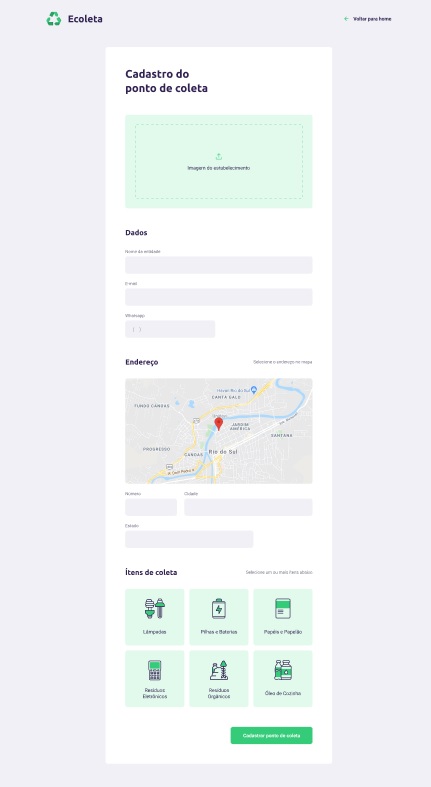 Ecoleta
Voltar para home
Cadastro do
ponto de coleta
Imagem do estabelecimento
Dados
Nome da entidade
E-mail
Whatsapp
( )
Endereço
Selecione o endereço no mapa
SANTA GALO
FUNDO CANOAS
JARDIM
AMÉRICA
SANTANA
PROGRESSO
CANOAS
Rio do Sul
Número
Cidade
Estado
Ítens de coleta
Selecione um ou mais ítens abaixo
Lâmpadas
Pilhas e Baterias
Papéis e Papelão
Resíduos
Eletrônicos
Resíduos
Orgânicos
Óleo de Cozinha
Cadastrar ponto de coleta